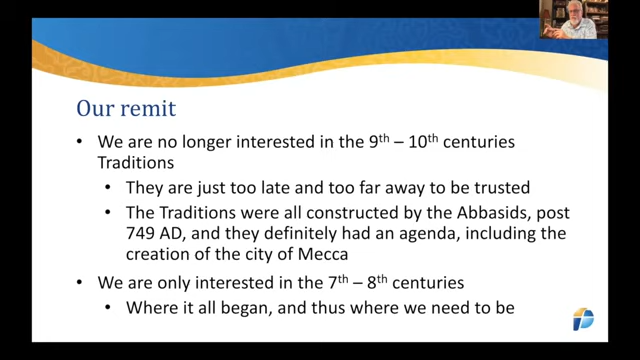 Our remit
• We are no longer interested in the 9th – 10th centuries
Traditions
• They are just too late and too far away to be trusted
• The Traditions were all constructed by the Abbasids, post
749 AD, and they definitely had an agenda, including the
creation of the city of Mecca
• We are only interested in the 7th – 8th centuries
• Where it all began, and thus where we need to be